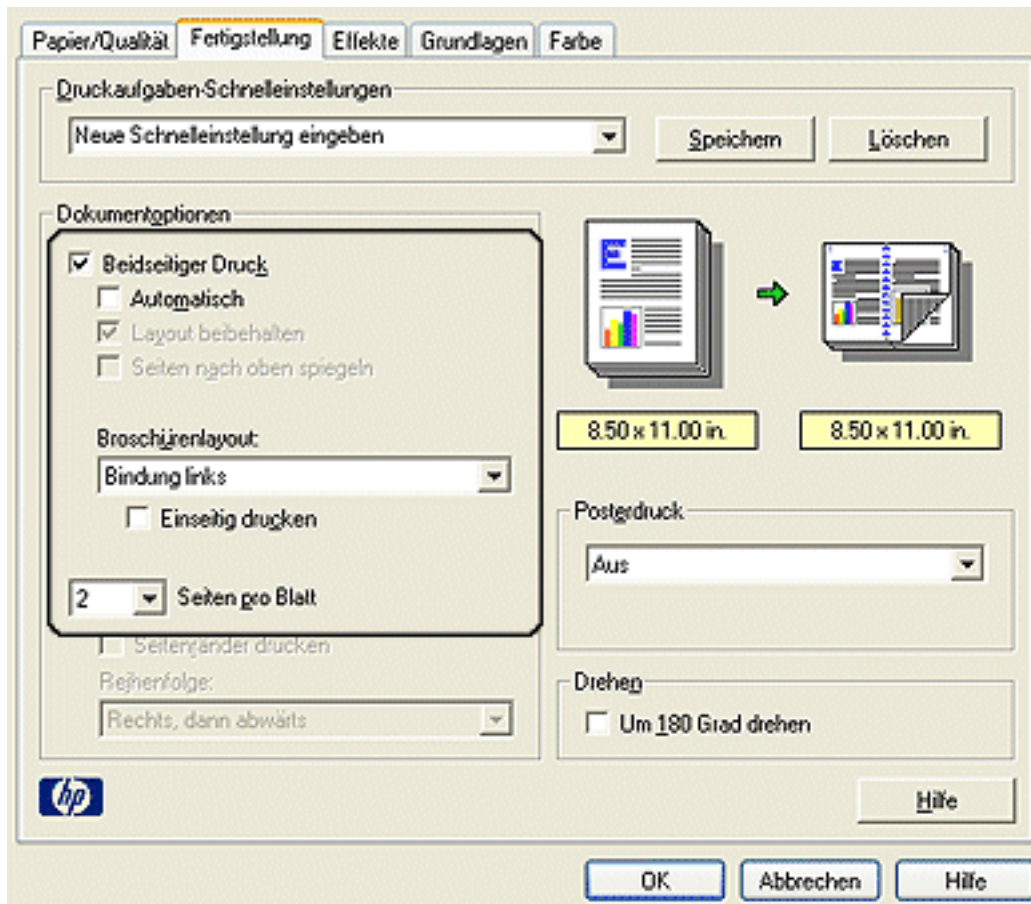 Papier/Qualität Fertigstellung Effekte Grundlagen Farbe
Druckaufgaben-Schnelleinstellungen
Neue Schnelleinstellung eingeben
Speichern
Löschen
Dokumentoptionen
Beidseitiger Druck
Automatisch
Layout beibehalten
Seiten nach oben spiegeln
Broschürenlayout:
Bindung links
Einseitig drucken
2 Seiten pro Blatt
Seitenränder drucken
Reihenfolge:
Rechts, dann abwärts
E
8.50 x 11.00 in.
E
8.50 x 11.00 in.
Posterdruck
Aus
Drehen
Um 180 Grad drehen
hp
Hilfe
OK Abbrechen Hilfe